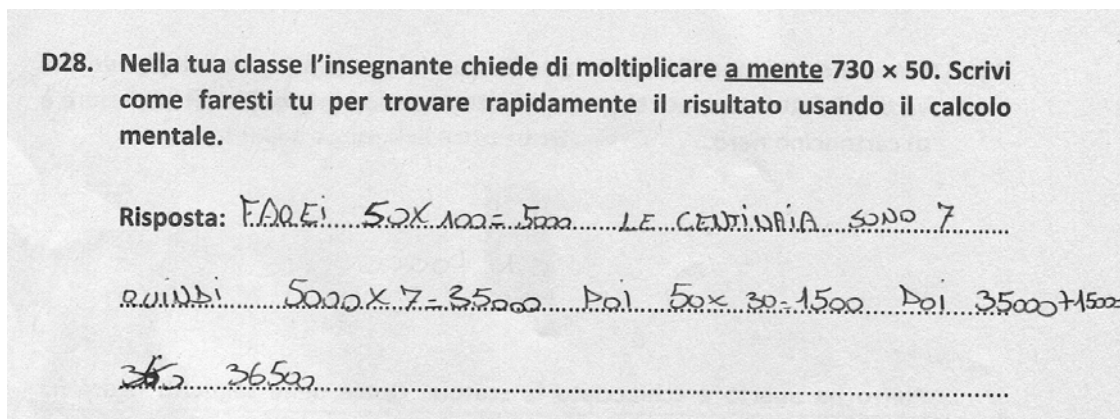 D28. Nella tua classe l'insegnante chiede di moltiplicare a mente 730 × 50. Scrivi
come faresti tu per trovare rapidamente il risultato usando il calcolo
mentale.
Risposta: FAREI 50X100=5000 LE CENTINAIA SONO 7
QUINDI 5000X7=35000 POI 50x30=1500 POI 35000+1500
36500